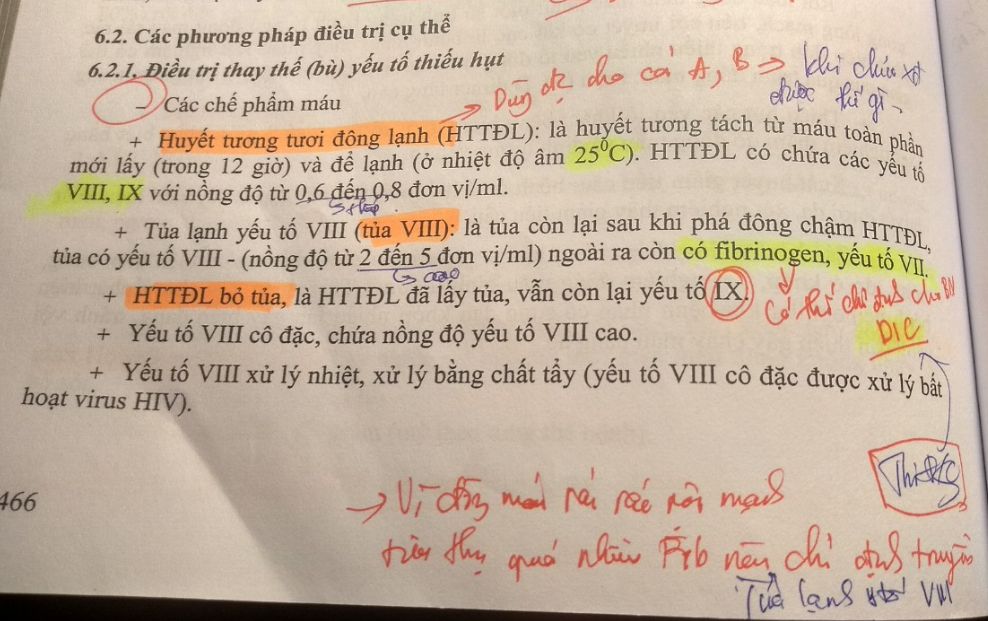 6.2. Các phương pháp điều trị cụ thể
6.2.1. Điều trị thay thế (bù) yếu tố thiếu hụt
– Các chế phẩm máu
→ Dùng đc cho cả A, B → khi chưa xđ
được thể gì
+ Huyết tương tươi đông lạnh (HTTĐL): là huyết tương tách từ máu toàn phần
mới lấy (trong 12 giờ) và để lạnh (ở nhiệt độ âm 25⁰C). HTTĐL có chứa các yếu tố
VIII, IX với nồng độ từ 0,6 đến 0,8 đơn vị/ml.
+ Tủa lạnh yếu tố VIII (tủa VIII): là tủa còn lại sau khi phá đông chậm HTTĐL,
tủa có yếu tố VIII - (nồng độ từ 2 đến 5 đơn vị/ml) ngoài ra còn có fibrinogen, yếu tố VII.
↳ cao
+ HTTĐL bỏ tủa, là HTTĐL đã lấy tủa, vẫn còn lại yếu tố IX.
Có thể chỉ định cho BN
DIC
+ Yếu tố VIII cô đặc, chứa nồng độ yếu tố VIII cao.
+ Yếu tố VIII xử lý nhiệt, xử lý bằng chất tẩy (yếu tố VIII cô đặc được xử lý bất
hoạt virus HIV).
466
→ Vì đông máu rải rác nội mạch
tiêu thụ quá nhiều Fib nên chỉ định truyền
Tủa lạnh ytố VIII